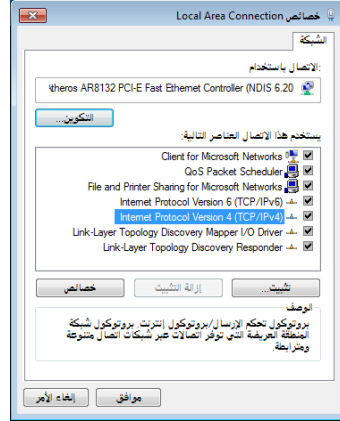 خصائص Local Area Connection
الشبكة
الاتصال باستخدام:
theros AR8132 PCI-E Fast Ethernet Controller (NDIS 6.20
التكوين...
يستخدم هذا الاتصال العناصر التالية:
Client for Microsoft Networks
QoS Packet Scheduler
File and Printer Sharing for Microsoft Networks
Internet Protocol Version 6 (TCP/IPv6)
Internet Protocol Version 4 (TCP/IPv4)
Link-Layer Topology Discovery Mapper I/O Driver
Link-Layer Topology Discovery Responder
تثبيت...
إزالة التثبيت
خصائص
الوصف
بروتوكول تحكم الإرسال/بروتوكول إنترنت. بروتوكول شبكة
المنطقة العريضة التي توفر اتصالات عبر شبكات اتصال متنوعة
ومترابطة.
موافق
إلغاء الأمر